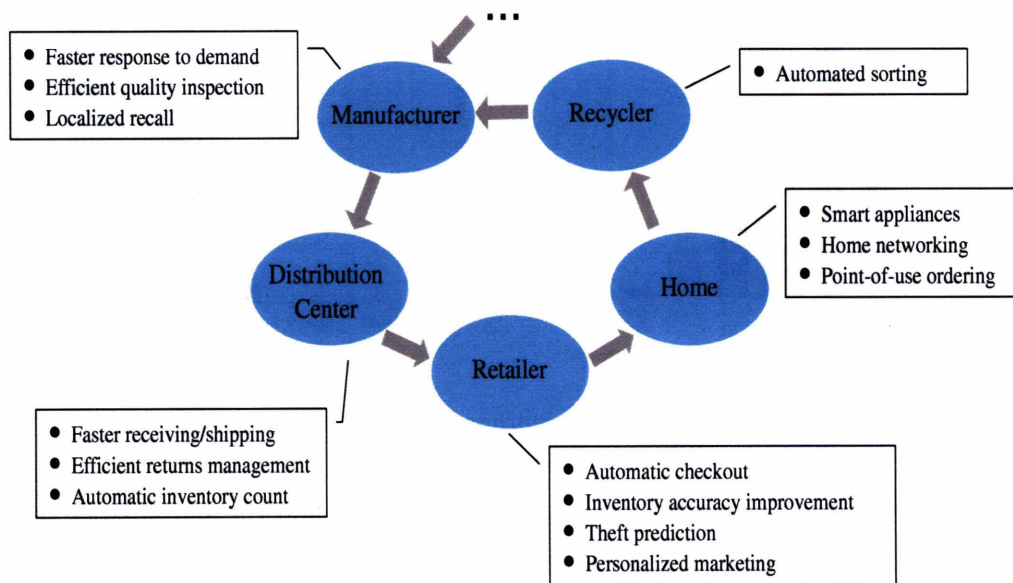 ...
• Faster response to demand
• Efficient quality inspection
• Localized recall
Manufacturer
Recycler
• Automated sorting
• Smart appliances
• Home networking
• Point-of-use ordering
Distribution
Center
Home
Retailer
• Faster receiving/shipping
• Efficient returns management
• Automatic inventory count
• Automatic checkout
• Inventory accuracy improvement
• Theft prediction
• Personalized marketing